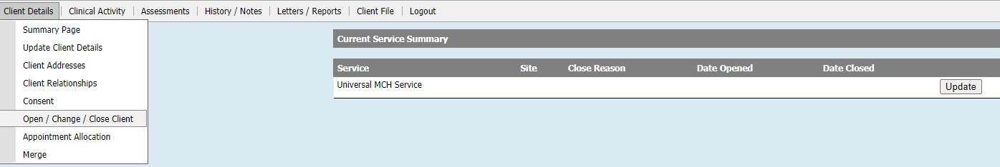 Client Details | Clinical Activity | Assessments | History / Notes | Letters / Reports | Client File | Logout
Summary Page
Update Client Details
Client Addresses
Client Relationships
Consent
Open / Change / Close Client
Appointment Allocation
Merge
Current Service Summary
Service Site Close Reason Date Opened Date Closed
Universal MCH Service Update